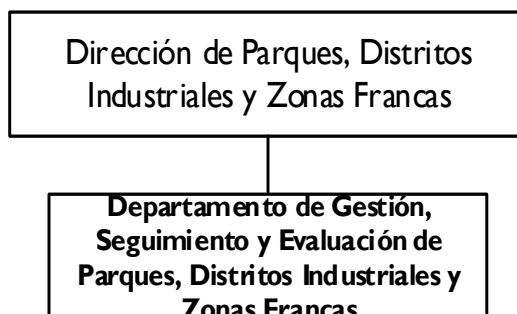 Dirección de Parques, Distritos
Industriales y Zonas Francas
Departamento de Gestión,
Seguimiento y Evaluación de
Parques, Distritos Industriales y
Zonas Francas